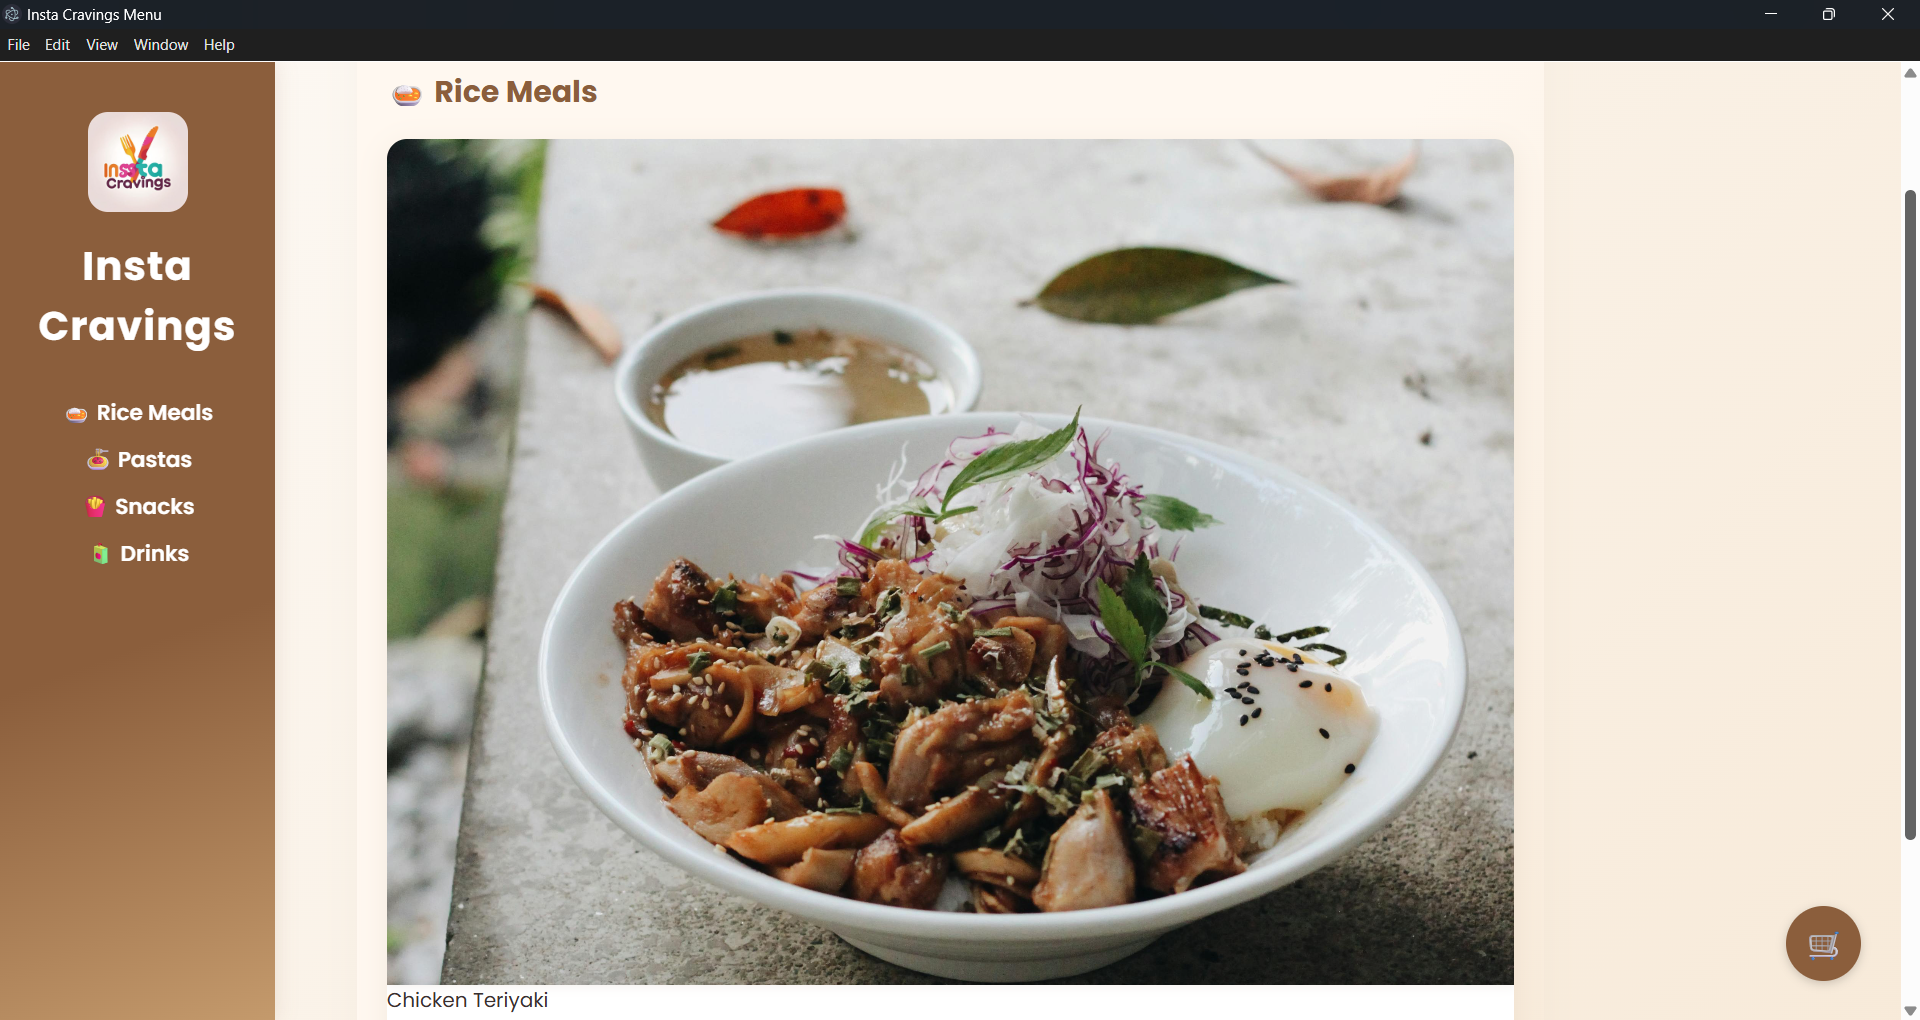 Insta Cravings Menu
File Edit View Window Help
Insta
Cravings
Insta
Cravings
Rice Meals
Pastas
Snacks
Drinks
Rice Meals
Chicken Teriyaki